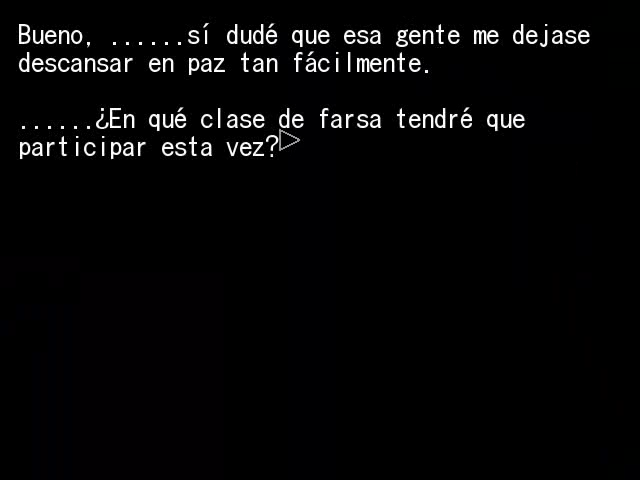 Bueno, ......sí dudé que esa gente me dejase
descansar en paz tan fácilmente.
......¿En qué clase de farsa tendré que
participar esta vez?